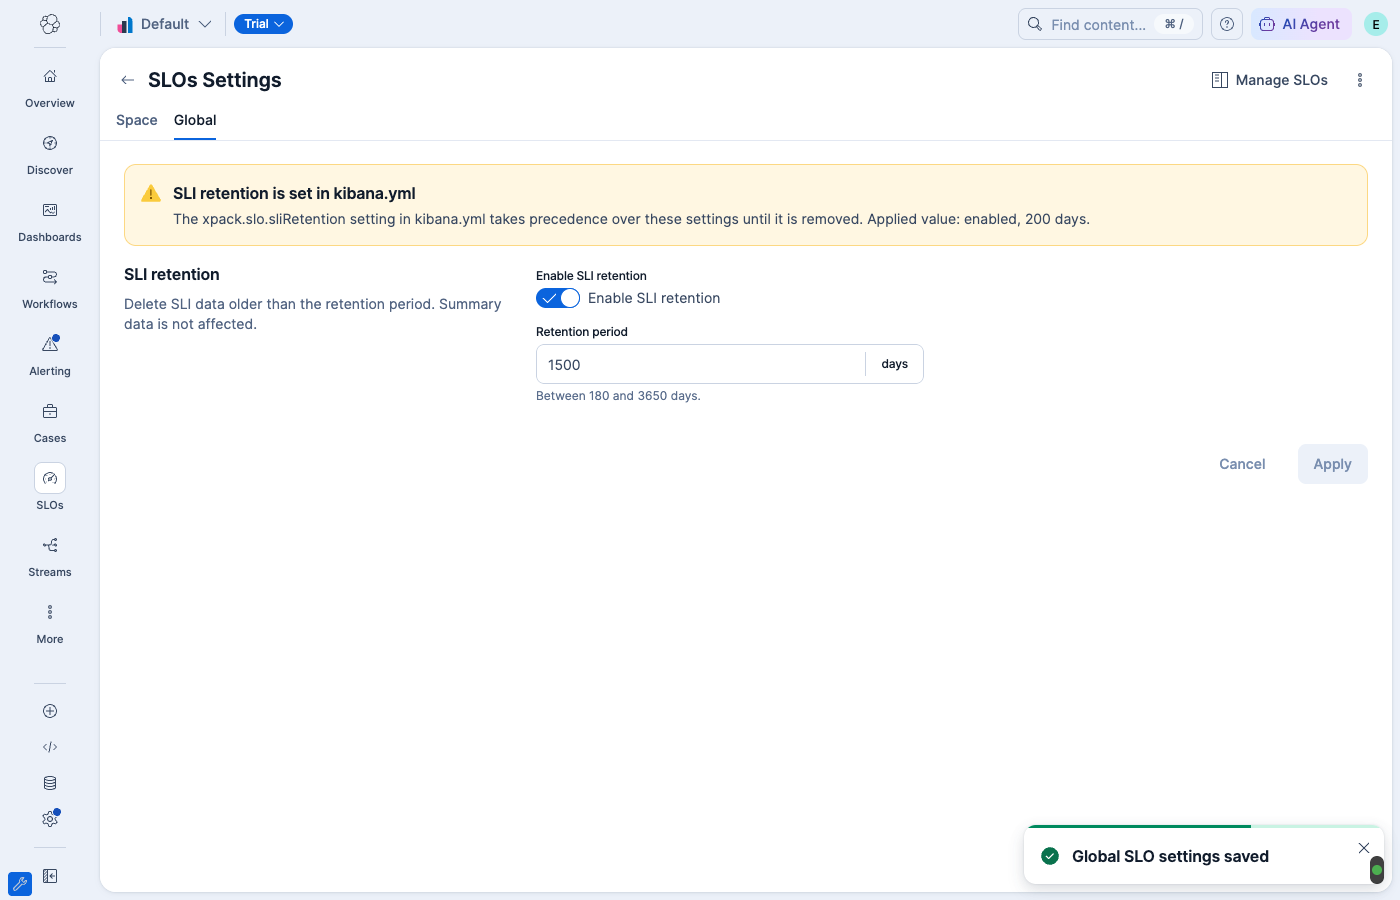 Default
Trial
Find content...
⌘ /
AI Agent
E
Overview
Discover
Dashboards
Workflows
Alerting
Cases
SLOs
Streams
More
SLOs Settings
Manage SLOs
Space
Global
SLI retention is set in kibana.yml
The xpack.slo.sliRetention setting in kibana.yml takes precedence over these settings until it is removed. Applied value: enabled, 200 days.
SLI retention
Delete SLI data older than the retention period. Summary
data is not affected.
Enable SLI retention
Enable SLI retention
Retention period
1500
days
Between 180 and 3650 days.
Cancel
Apply
Global SLO settings saved